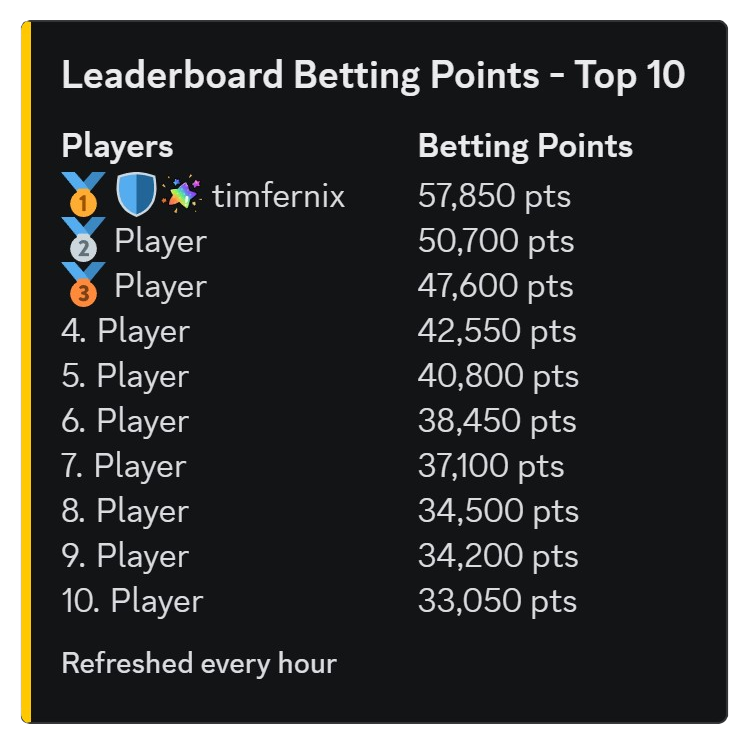 Leaderboard Betting Points - Top 10
Players Betting Points
1 timfernix 57,850 pts
2 Player 50,700 pts
3 Player 47,600 pts
4. Player 42,550 pts
5. Player 40,800 pts
6. Player 38,450 pts
7. Player 37,100 pts
8. Player 34,500 pts
9. Player 34,200 pts
10. Player 33,050 pts
Refreshed every hour